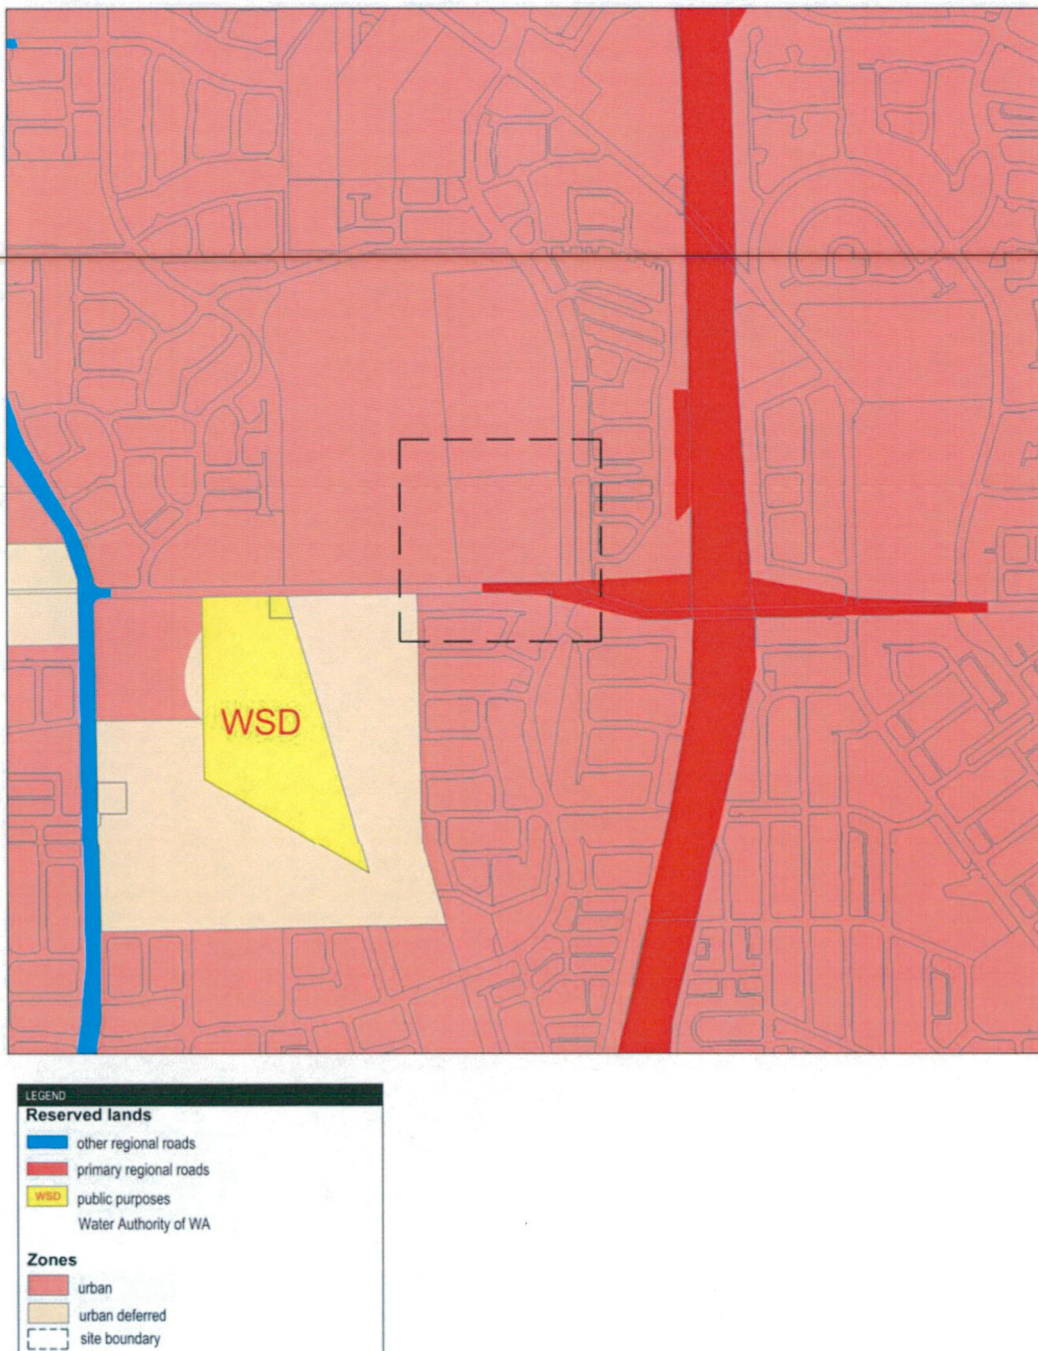 WSD
LEGEND
Reserved lands
other regional roads
primary regional roads
WSD public purposes
Water Authority of WA
Zones
urban
urban deferred
site boundary